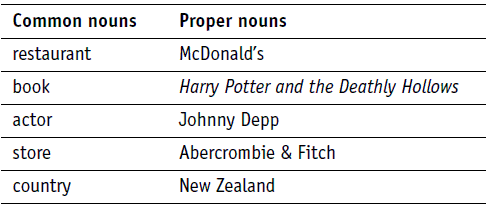 Common nouns Proper nouns
restaurant McDonald's
book Harry Potter and the Deathly Hollows
actor Johnny Depp
store Abercrombie & Fitch
country New Zealand